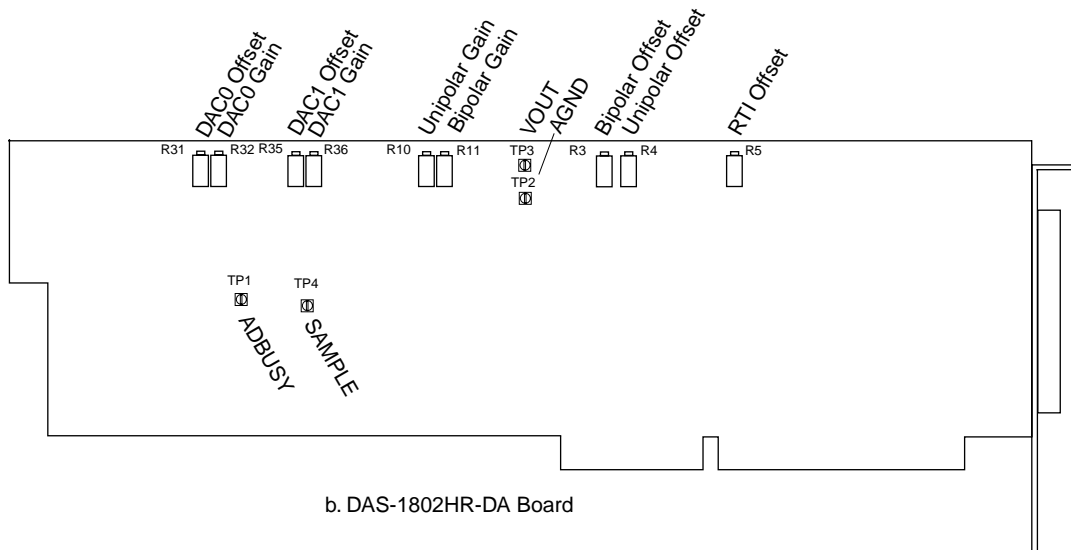 DAC0 Offset
DAC0 Gain
DAC1 Offset
DAC1 Gain
Unipolar Gain
Bipolar Gain
VOUT
AGND
Bipolar Offset
Unipolar Offset
RTI Offset
R31
R32
R35
R36
R10
R11
TP3
R3
R4
R5
TP2
TP1
TP4
ADBUSY
SAMPLE
b. DAS-1802HR-DA Board